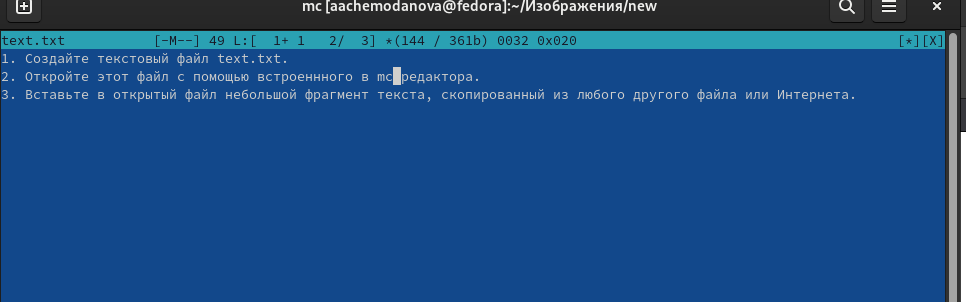 mc [aachemodanova@fedora]:~/Изображения/new
text.txt [-M--] 49 L:[ 1+ 1 2/ 3] *(144 / 361b) 0032 0x020 [*][X]
1. Создайте текстовый файл text.txt.
2. Откройте этот файл с помощью встроеннного в mc редактора.
3. Вставьте в открытый файл небольшой фрагмент текста, скопированный из любого другого файла или Интернета.